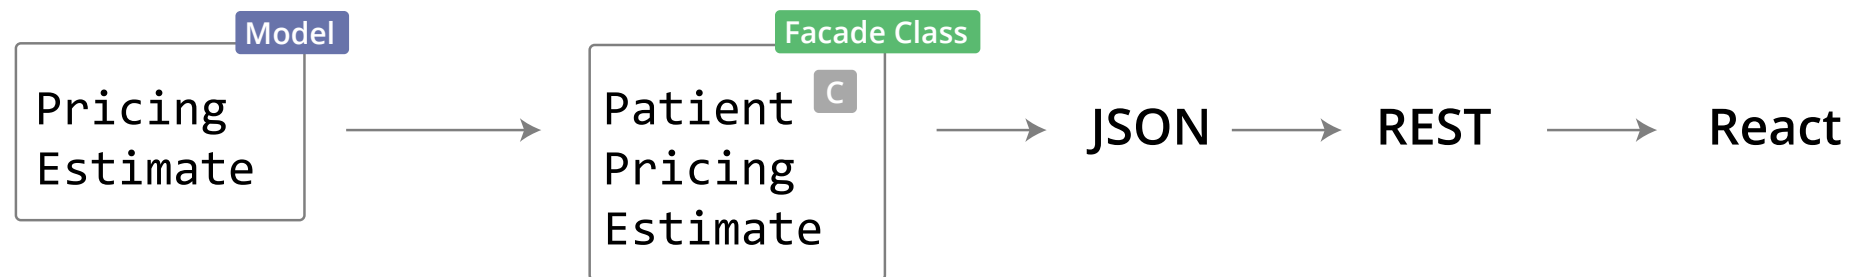 Model
Pricing
Estimate
Facade Class
C
Patient
Pricing
Estimate
JSON
REST
React